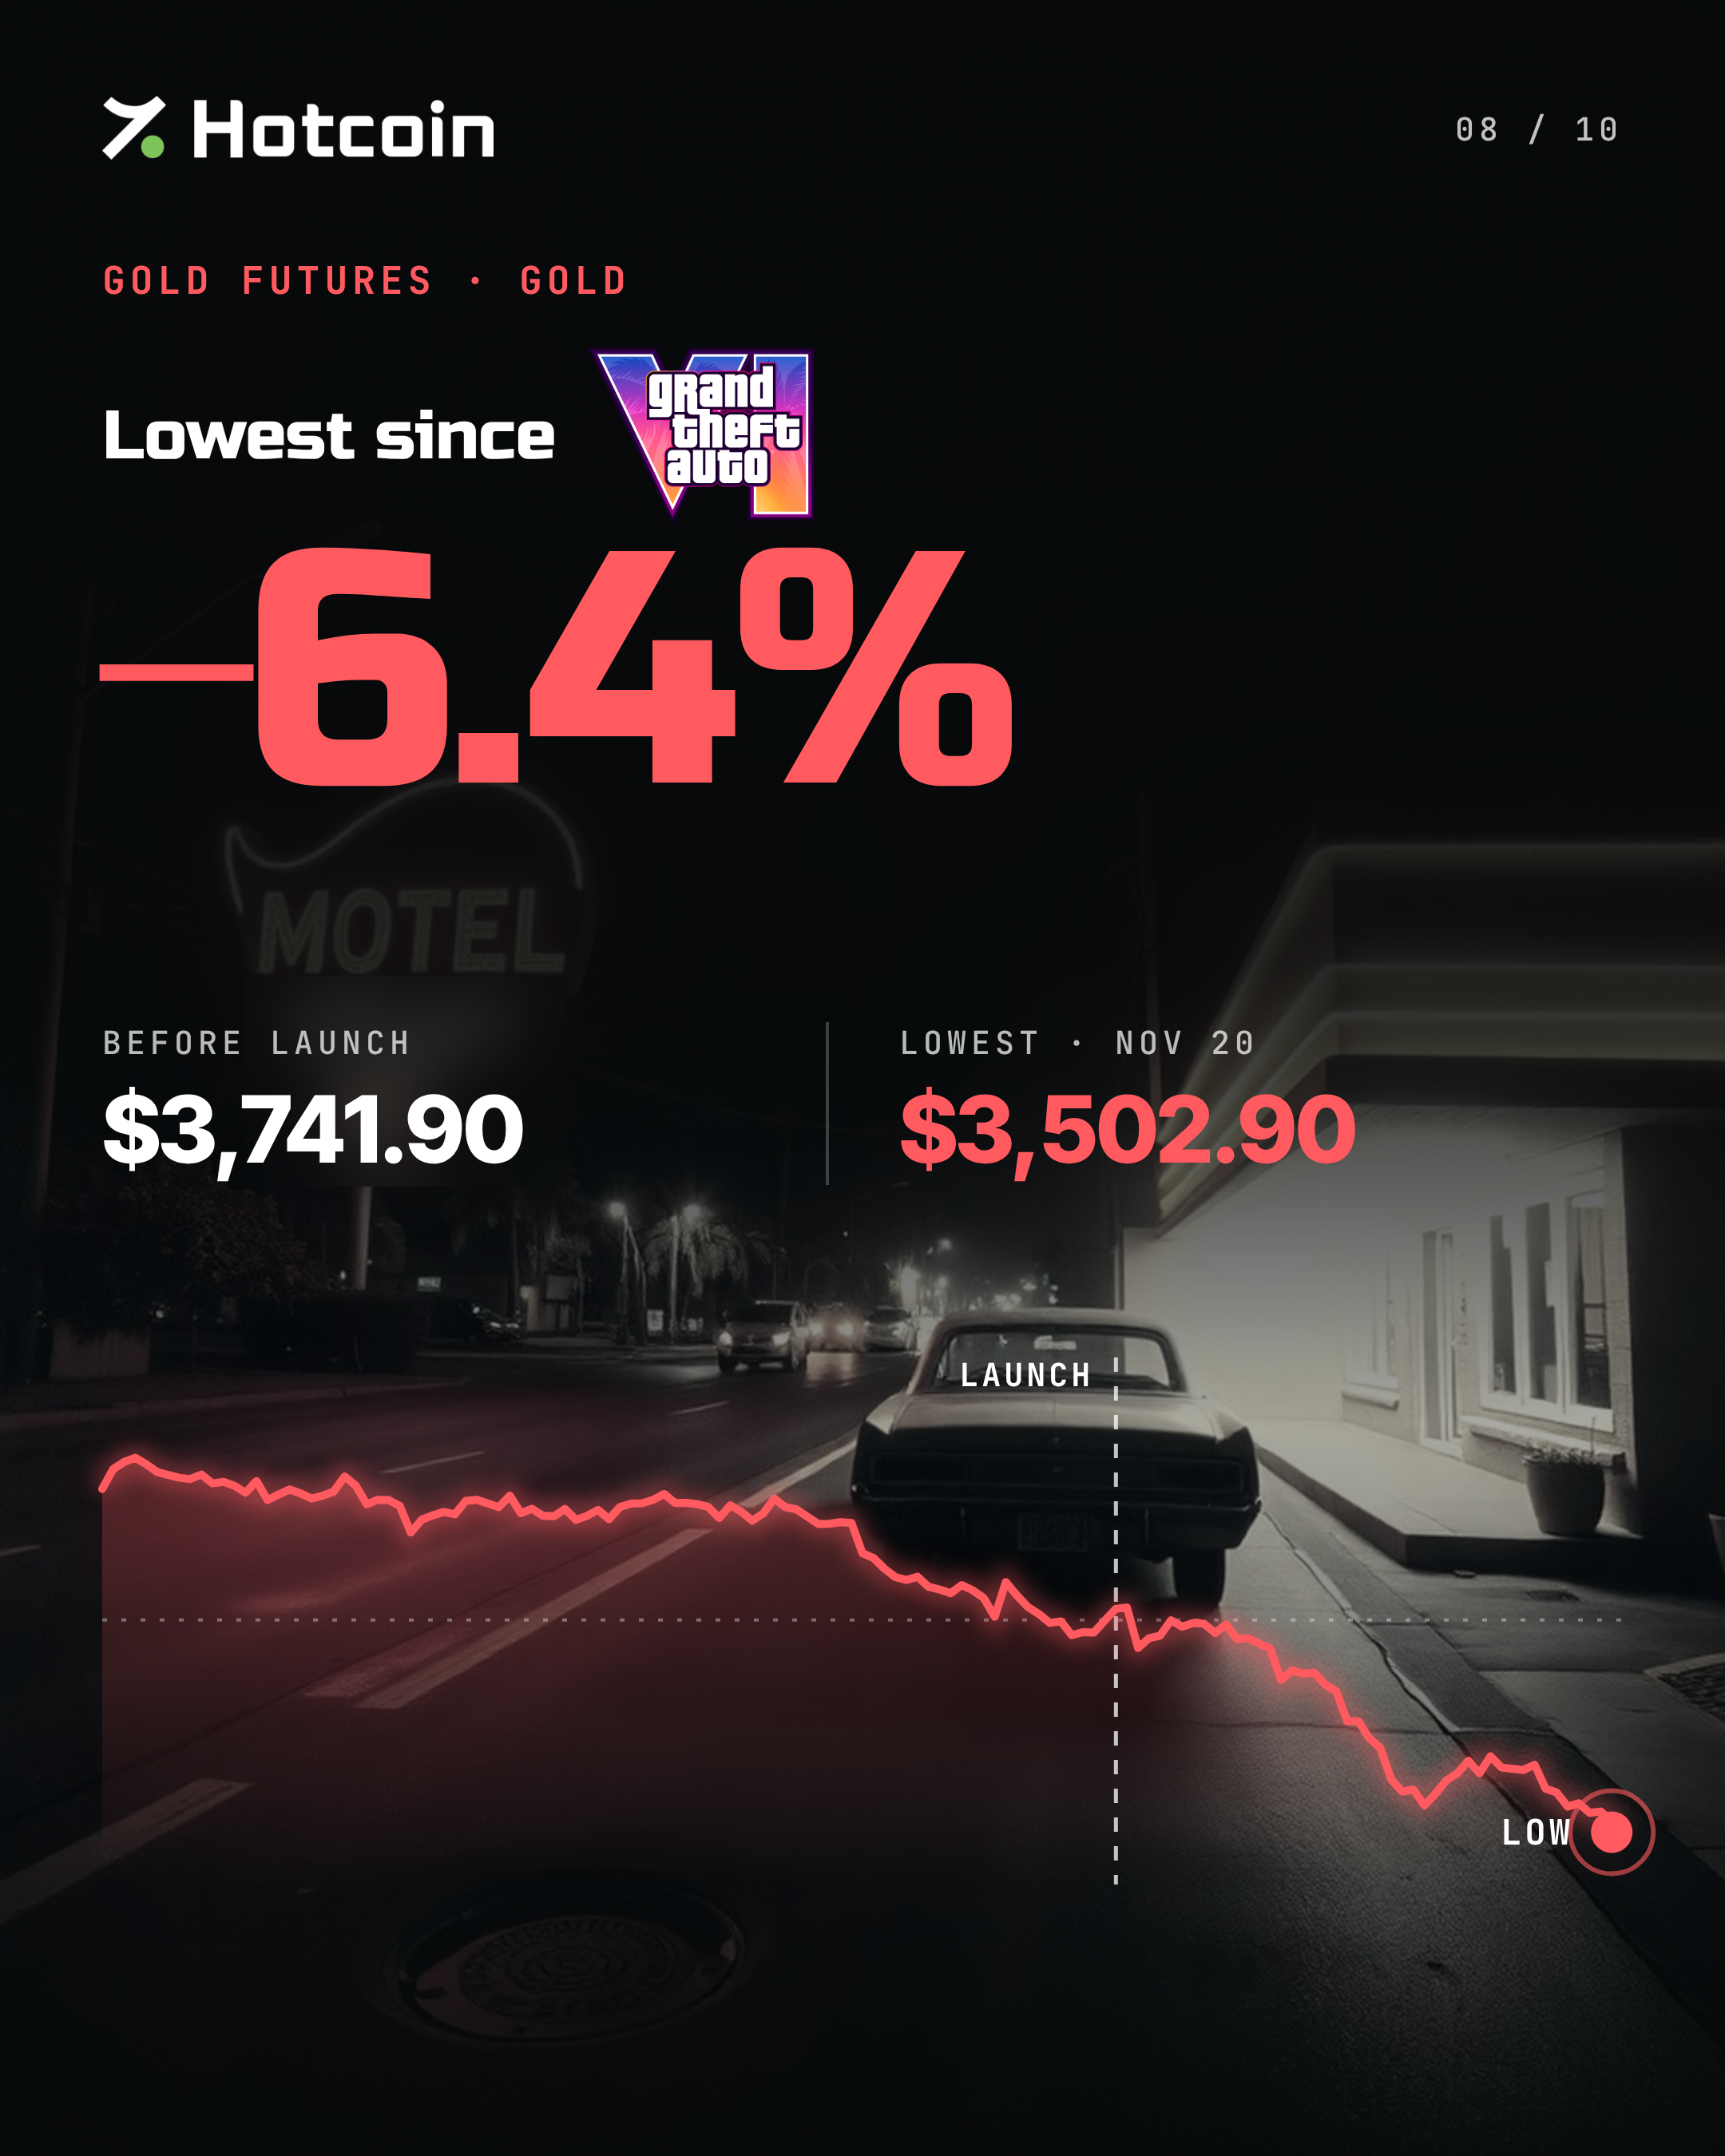 Hotcoin
08 / 10
GOLD FUTURES · GOLD
Lowest since
grand
theft
auto
VI
—6.4%
MOTEL
BEFORE LAUNCH
$3,741.90
LOWEST · NOV 20
$3,502.90
LAUNCH
LOW